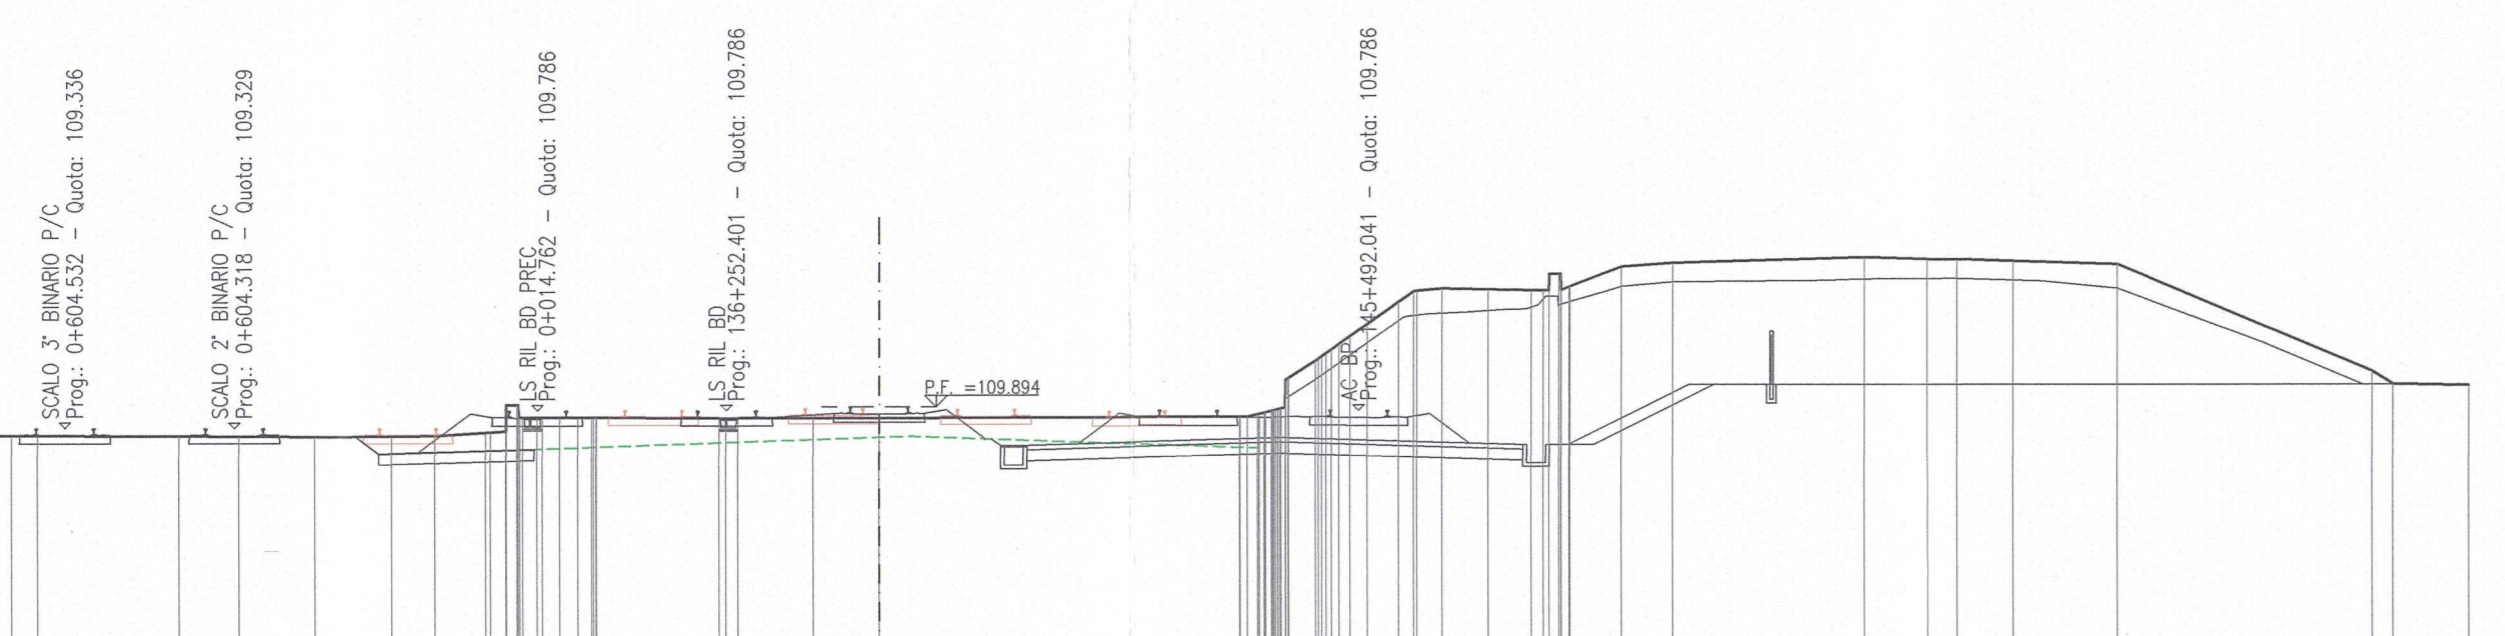 SCALO 3° BINARIO P/C
Prog.: 0+604.532 – Quota: 109.336
SCALO 2° BINARIO P/C
Prog.: 0+604.318 – Quota: 109.329
LS RIL BD PREC
Prog.: 0+014.762 – Quota: 109.786
LS RIL BD
Prog.: 136+252.401 – Quota: 109.786
P.F. =109.894
AC BP
Prog.: 145+492.041 – Quota: 109.786